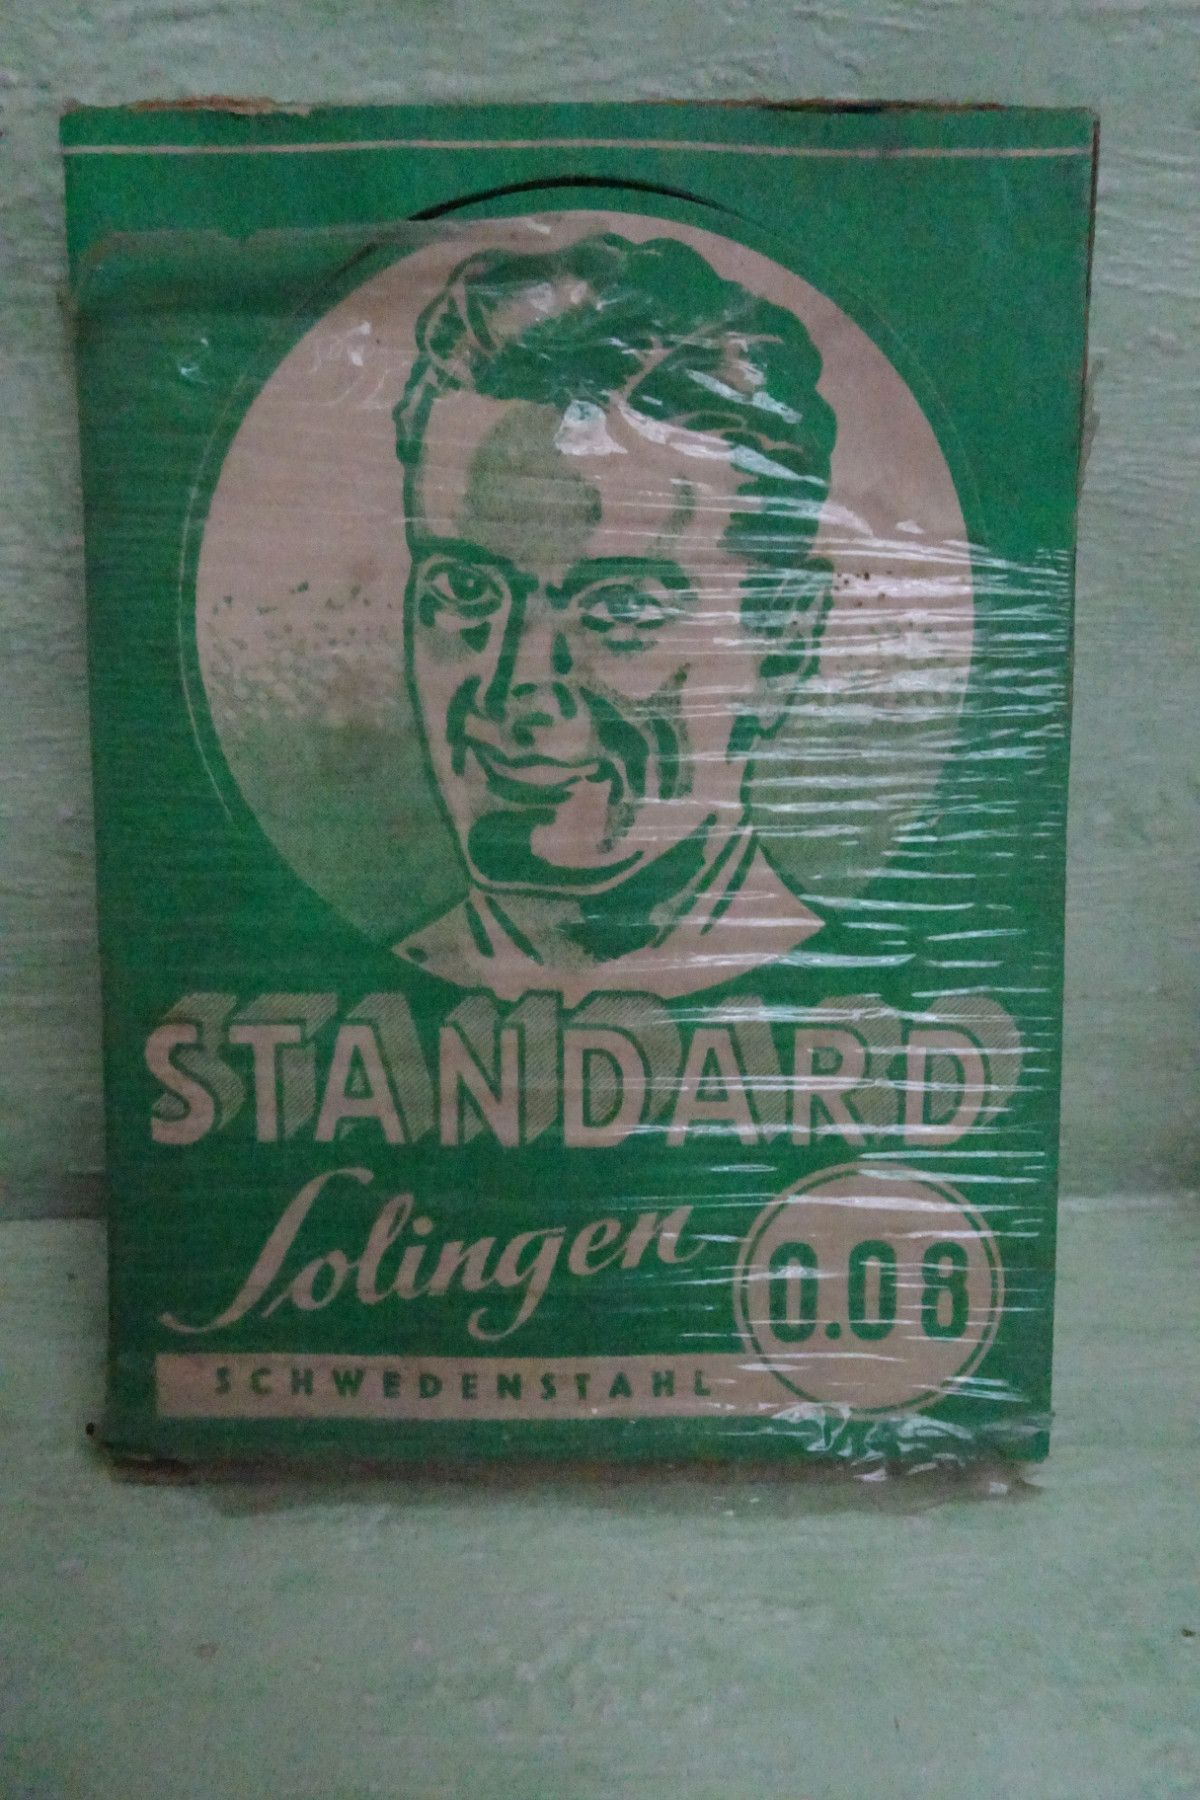 STANDARD
Solingen
0.08
SCHWEDENSTAHL